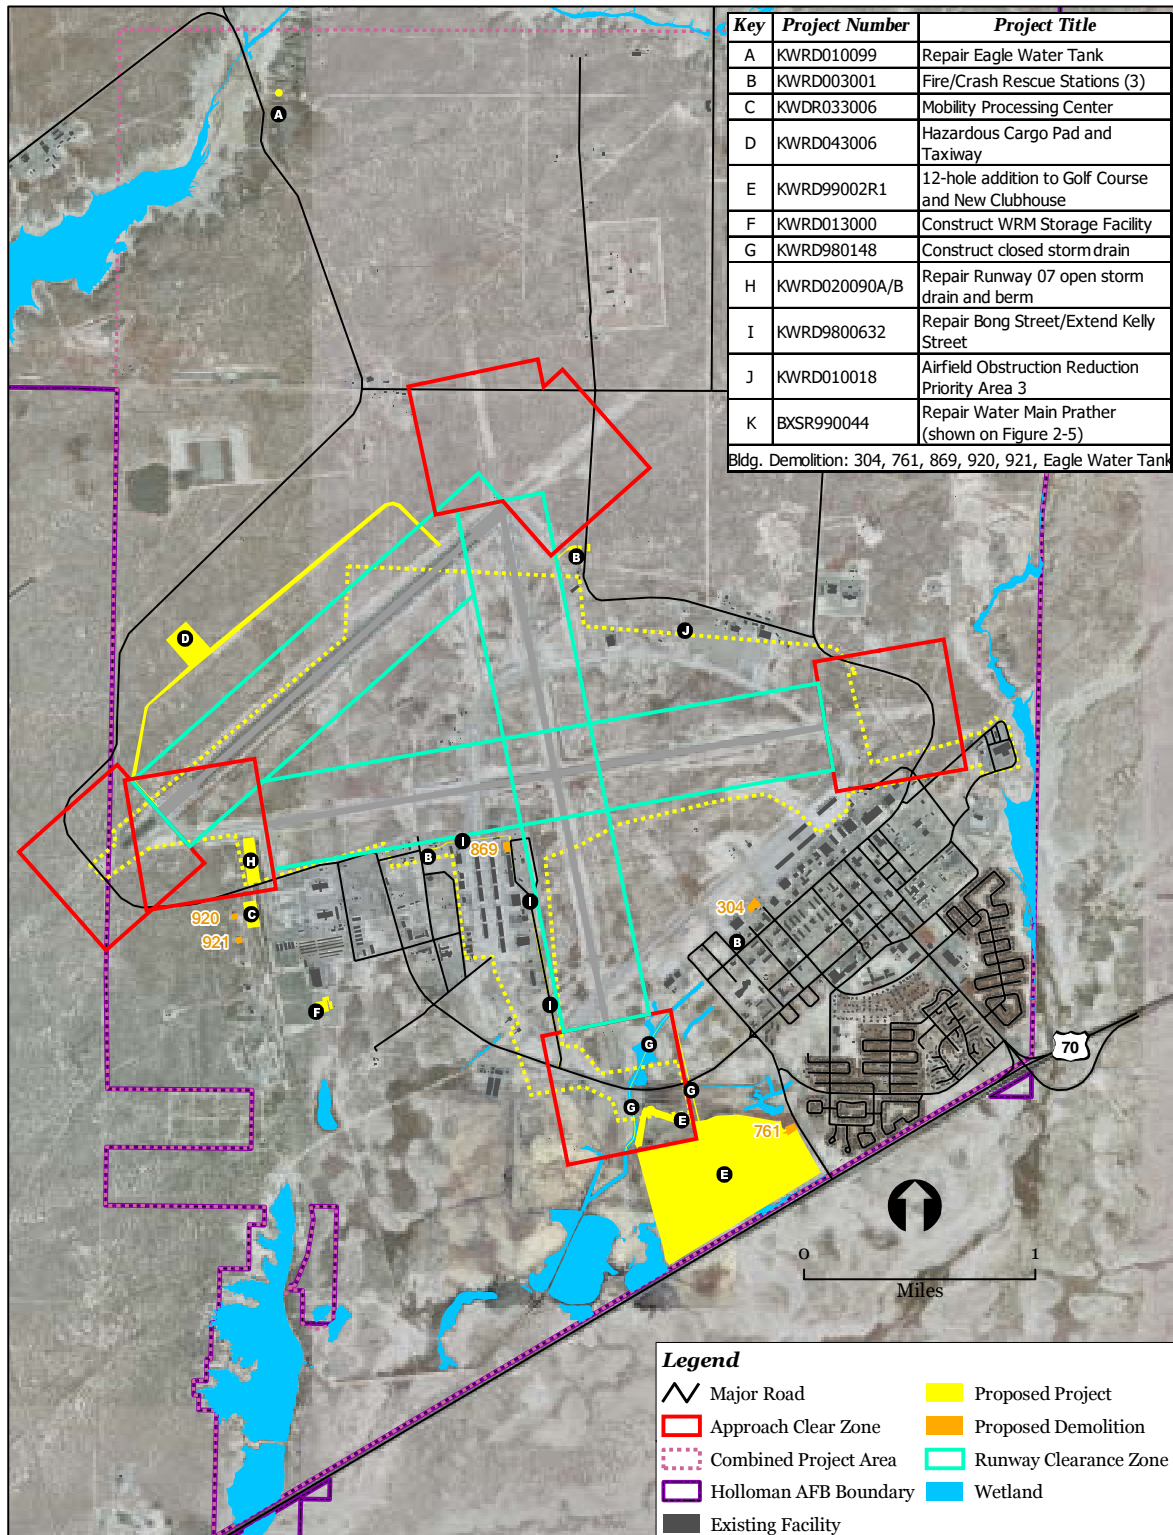 Key Project Number Project Title
A KWRD010099 Repair Eagle Water Tank
B KWRD003001 Fire/Crash Rescue Stations (3)
C KWDR033006 Mobility Processing Center
D KWRD043006 Hazardous Cargo Pad and
Taxiway
E KWRD99002R1 12-hole addition to Golf Course
and New Clubhouse
F KWRD013000 Construct WRM Storage Facility
G KWRD980148 Construct closed storm drain
H KWRD020090A/B Repair Runway 07 open storm
drain and berm
I KWRD9800632 Repair Bong Street/Extend Kelly
Street
J KWRD010018 Airfield Obstruction Reduction
Priority Area 3
K BXSR990044 Repair Water Main Prather
(shown on Figure 2-5)
Bldg. Demolition: 304, 761, 869, 920, 921, Eagle Water Tank
A
B
J
D
I
869
B
H
I
304
920
C
B
921
F
I
G
70
G
G
E
761
E
0 1
Miles
Legend
Major Road
Approach Clear Zone
Combined Project Area
Holloman AFB Boundary
Existing Facility
Proposed Project
Proposed Demolition
Runway Clearance Zone
Wetland